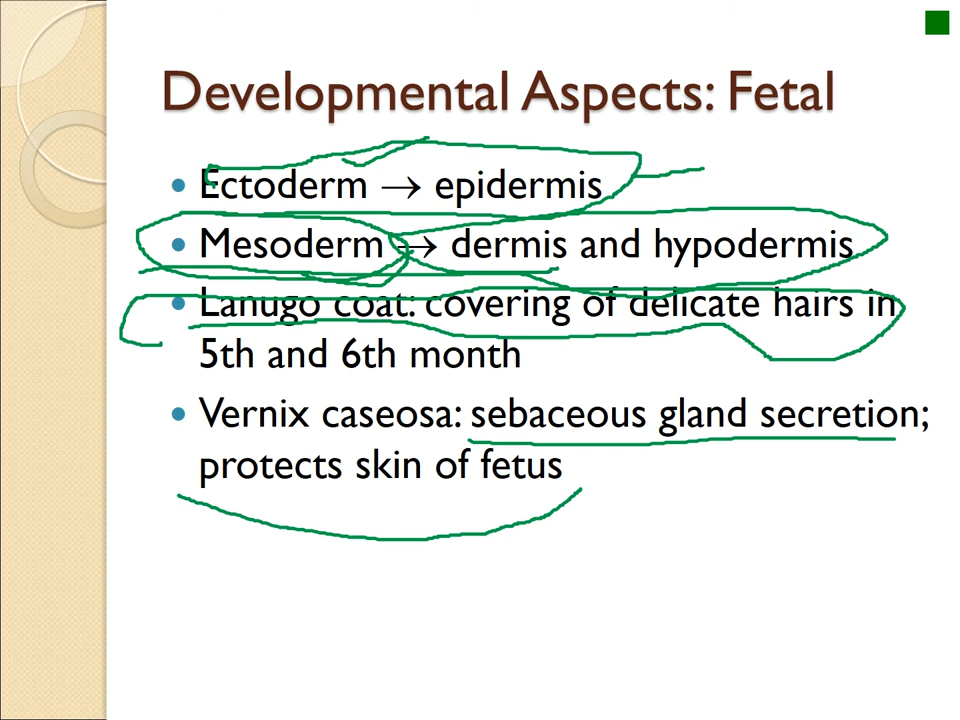 Developmental Aspects: Fetal
• Ectoderm → epidermis
• Mesoderm → dermis and hypodermis
• Lanugo coat: covering of delicate hairs in
5th and 6th month
• Vernix caseosa: sebaceous gland secretion;
protects skin of fetus